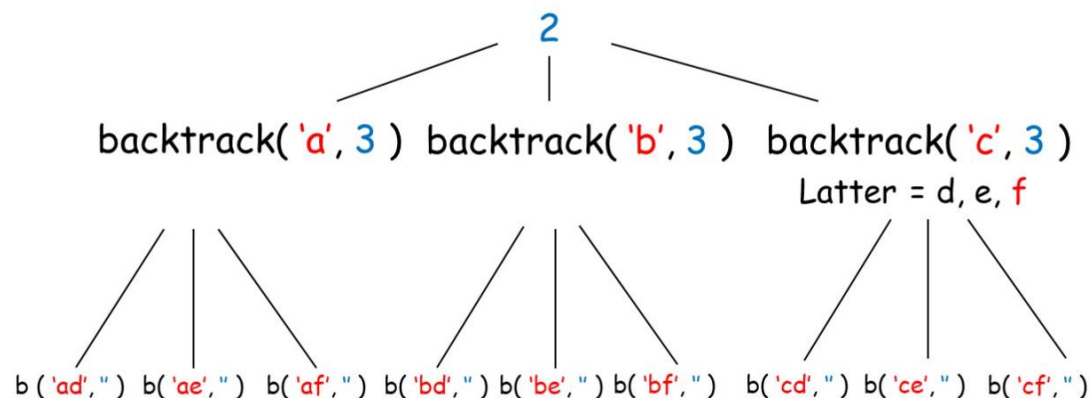 2
backtrack( 'a', 3 ) backtrack( 'b', 3 ) backtrack( 'c', 3 )
Latter = d, e, f
b ( 'ad', '' ) b( 'ae', '' ) b( 'af', '' ) b( 'bd', '' ) b( 'be', '' ) b( 'bf', '' ) b( 'cd', '' ) b( 'ce', '' ) b( 'cf', '' )